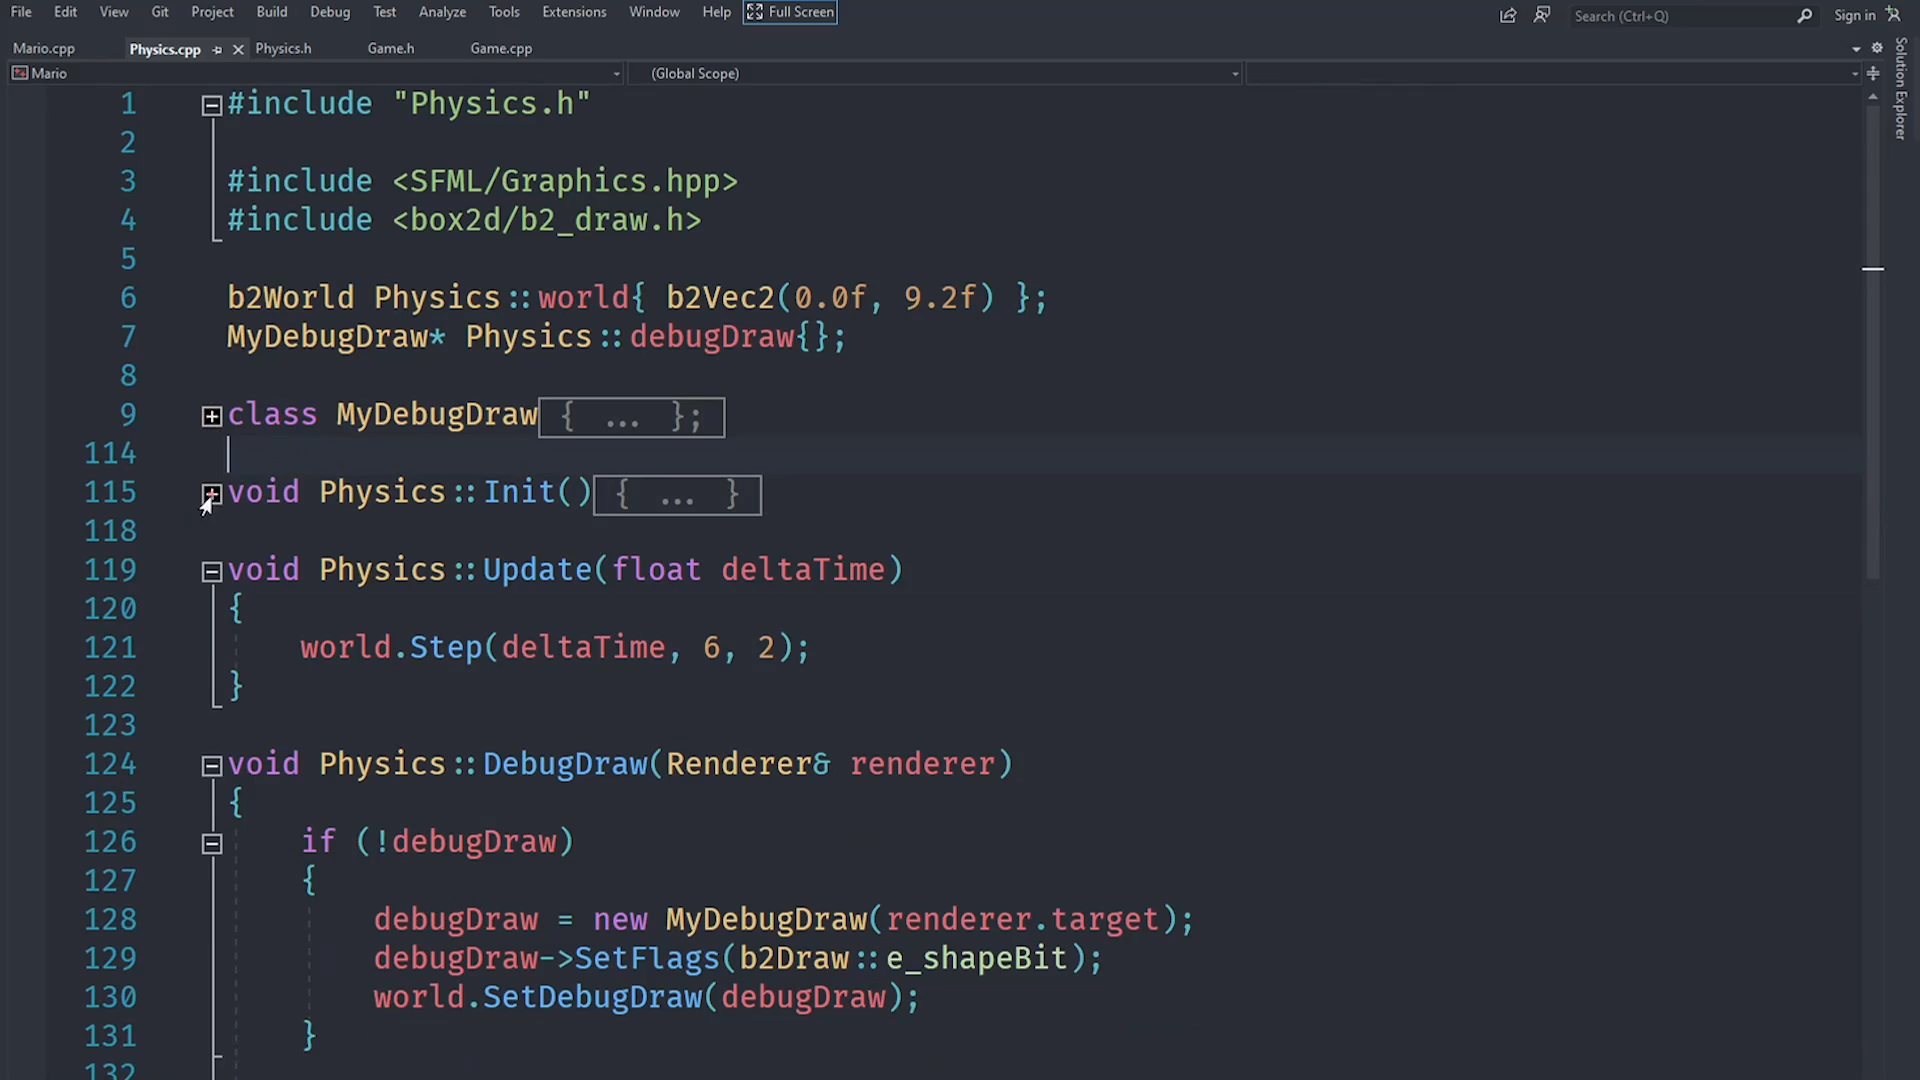 File Edit View Git Project Build Debug Test Analyze Tools Extensions Window Help Full Screen Search (Ctrl+Q) Sign in
Mario.cpp Physics.cpp Physics.h Game.h Game.cpp
Mario (Global Scope)
Solution Explorer
1 #include "Physics.h"
2
3 #include <SFML/Graphics.hpp>
4 #include <box2d/b2_draw.h>
5
6 b2World Physics::world{ b2Vec2(0.0f, 9.2f) };
7 MyDebugDraw* Physics::debugDraw{};
8
9 class MyDebugDraw{ ... };
114
115 void Physics::Init(){ ... }
118
119 void Physics::Update(float deltaTime)
120 {
121 world.Step(deltaTime, 6, 2);
122 }
123
124 void Physics::DebugDraw(Renderer& renderer)
125 {
126 if (!debugDraw)
127 {
128 debugDraw = new MyDebugDraw(renderer.target);
129 debugDraw->SetFlags(b2Draw::e_shapeBit);
130 world.SetDebugDraw(debugDraw);
131 }
132